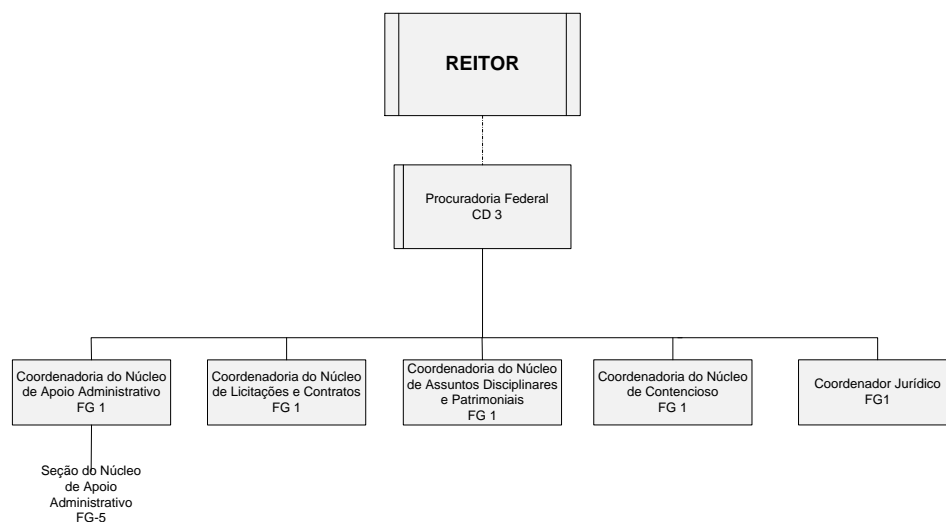 REITOR
Procuradoria Federal
CD 3
Coordenadoria do Núcleo
de Apoio Administrativo
FG 1
Coordenadoria do Núcleo
de Licitações e Contratos
FG 1
Coordenadoria do Núcleo
de Assuntos Disciplinares
e Patrimoniais
FG 1
Coordenadoria do Núcleo
de Contencioso
FG 1
Coordenador Jurídico
FG1
Seção do Núcleo
de Apoio
Administrativo
FG-5